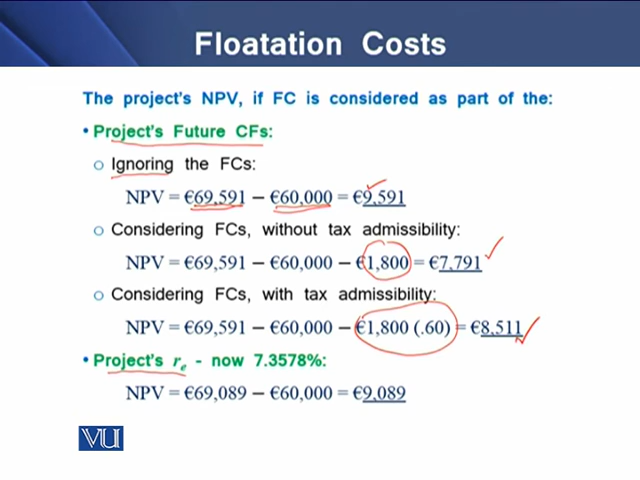 Floatation Costs
The project's NPV, if FC is considered as part of the:
• Project's Future CFs:
o Ignoring the FCs:
NPV = €69,591 – €60,000 = €9,591
o Considering FCs, without tax admissibility:
NPV = €69,591 – €60,000 – €1,800 = €7,791
o Considering FCs, with tax admissibility:
NPV = €69,591 – €60,000 – €1,800 (.60) = €8,511
• Project's re - now 7.3578%:
NPV = €69,089 – €60,000 = €9,089
VU